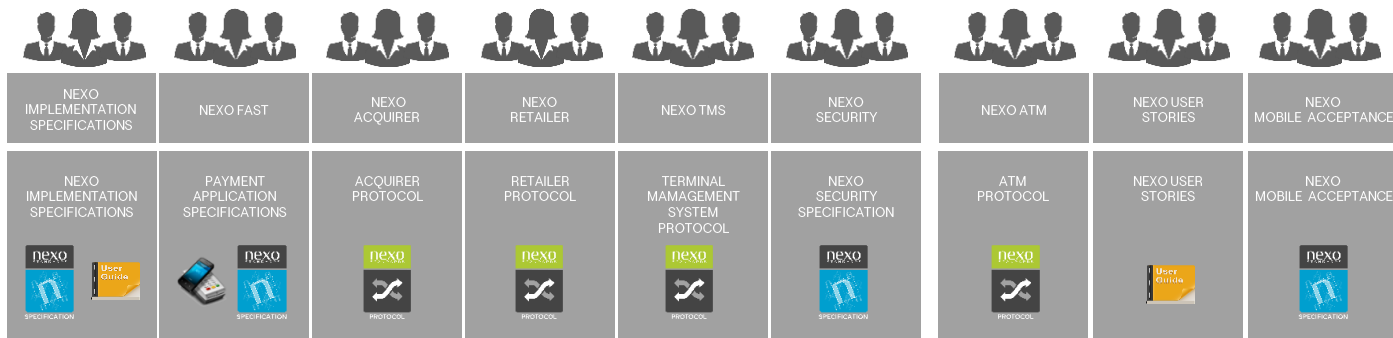 NEXO
IMPLEMENTATION
SPECIFICATIONS
NEXO FAST
NEXO
ACQUIRER
NEXO
RETAILER
NEXO TMS
NEXO
SECURITY
NEXO ATM
NEXO USER
STORIES
NEXO
MOBILE ACCEPTANCE
NEXO
IMPLEMENTATION
SPECIFICATIONS
nexo
SPECIFICATION
User
Guide
PAYMENT
APPLICATION
SPECIFICATIONS
nexo
SPECIFICATION
ACQUIRER
PROTOCOL
nexo
PROTOCOL
RETAILER
PROTOCOL
nexo
PROTOCOL
TERMINAL
MAMAGEMENT
SYSTEM
PROTOCOL
nexo
PROTOCOL
NEXO
SECURITY
SPECIFICATION
nexo
SPECIFICATION
ATM
PROTOCOL
nexo
PROTOCOL
NEXO USER
STORIES
User
Guide
NEXO
MOBILE ACCEPTANCE
nexo
SPECIFICATION